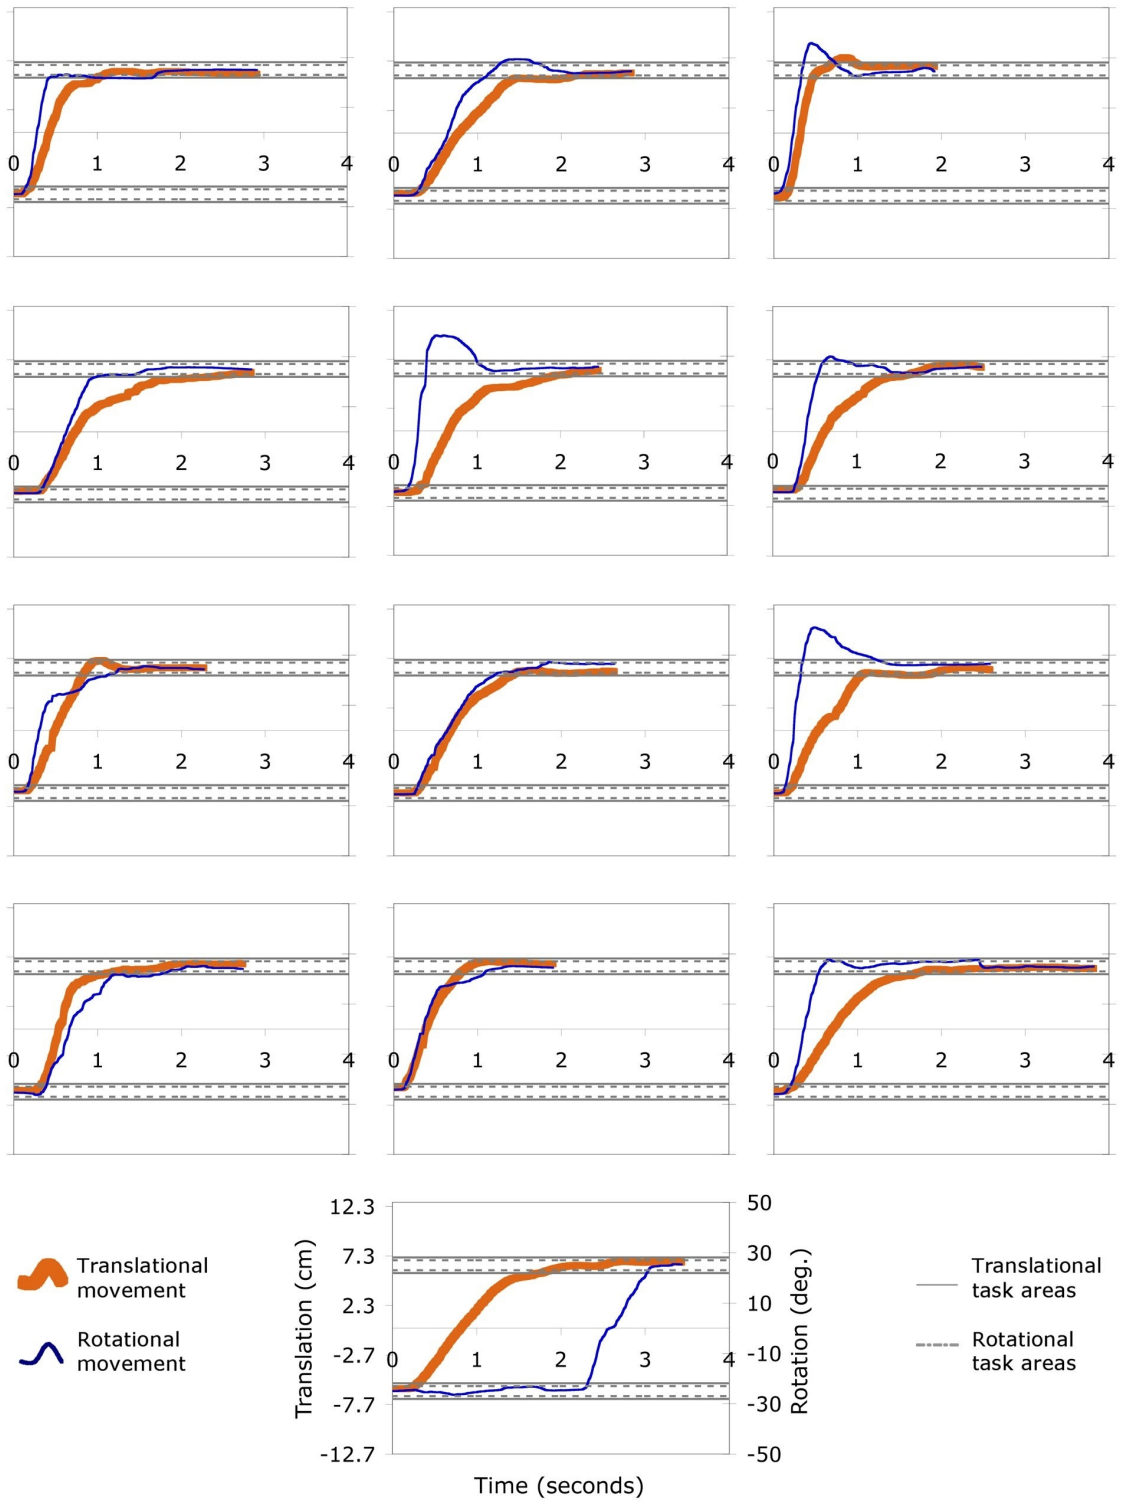 0 1 2 3 4 0 1 2 3 4 0 1 2 3 4
0 1 2 3 4 0 1 2 3 4 0 1 2 3 4
0 1 2 3 4 0 1 2 3 4 0 1 2 3 4
0 1 2 3 4 0 1 2 3 4 0 1 2 3 4
Translational
movement
Rotational
movement
Translation (cm)
12.3
7.3
2.3
-2.7
-7.7
-12.7
0 1 2 3 4
50
30
10
-10
-30
-50
Rotation (deg.)
Time (seconds)
Translational
task areas
Rotational
task areas